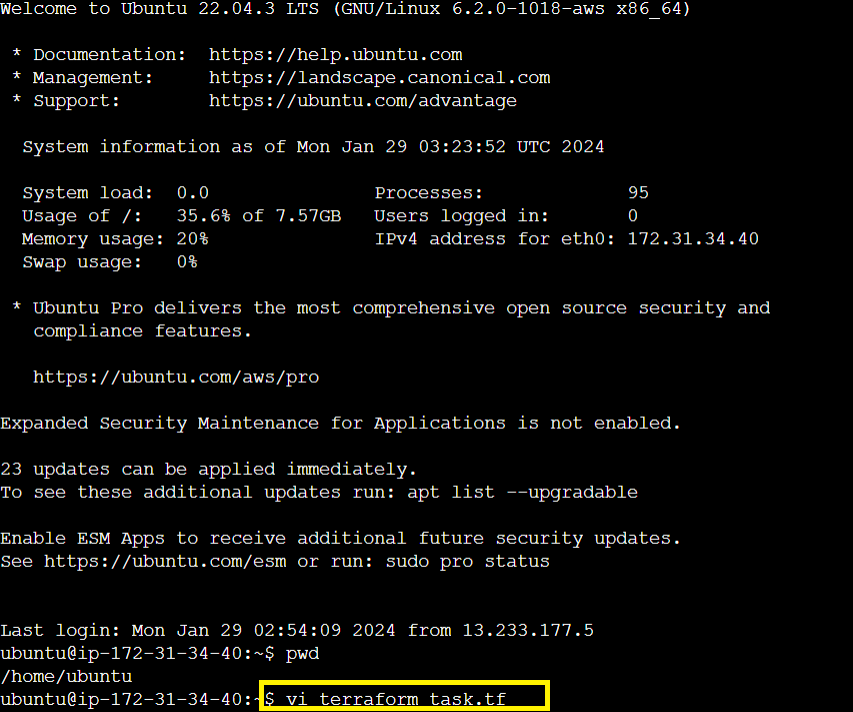 Welcome to Ubuntu 22.04.3 LTS (GNU/Linux 6.2.0-1018-aws x86_64)
* Documentation:  https://help.ubuntu.com
* Management:     https://landscape.canonical.com
* Support:        https://ubuntu.com/advantage
System information as of Mon Jan 29 03:23:52 UTC 2024
System load:  0.0               Processes:             95
Usage of /:   35.6% of 7.57GB   Users logged in:       0
Memory usage: 20%               IPv4 address for eth0: 172.31.34.40
Swap usage:   0%
* Ubuntu Pro delivers the most comprehensive open source security and
compliance features.
https://ubuntu.com/aws/pro
Expanded Security Maintenance for Applications is not enabled.
23 updates can be applied immediately.
To see these additional updates run: apt list --upgradable
Enable ESM Apps to receive additional future security updates.
See https://ubuntu.com/esm or run: sudo pro status
Last login: Mon Jan 29 02:54:09 2024 from 13.233.177.5
ubuntu@ip-172-31-34-40:~$ pwd
/home/ubuntu
ubuntu@ip-172-31-34-40:~$ vi terraform_task.tf